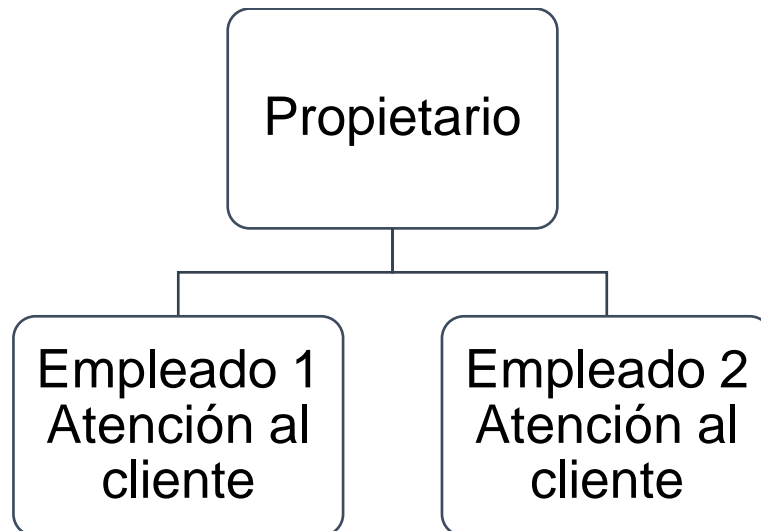 Propietario
Empleado 1
Atención al
cliente
Empleado 2
Atención al
cliente